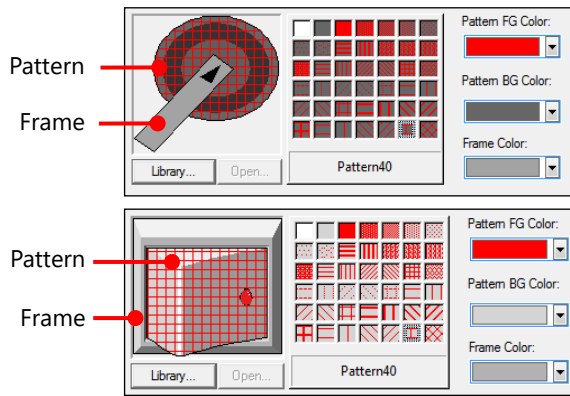 Pattern
Frame
Library...
Open...
Pattern40
Pattern FG Color:
Pattern BG Color:
Frame Color:
Pattern
Frame
Library...
Open...
Pattern40
Pattern FG Color:
Pattern BG Color:
Frame Color: